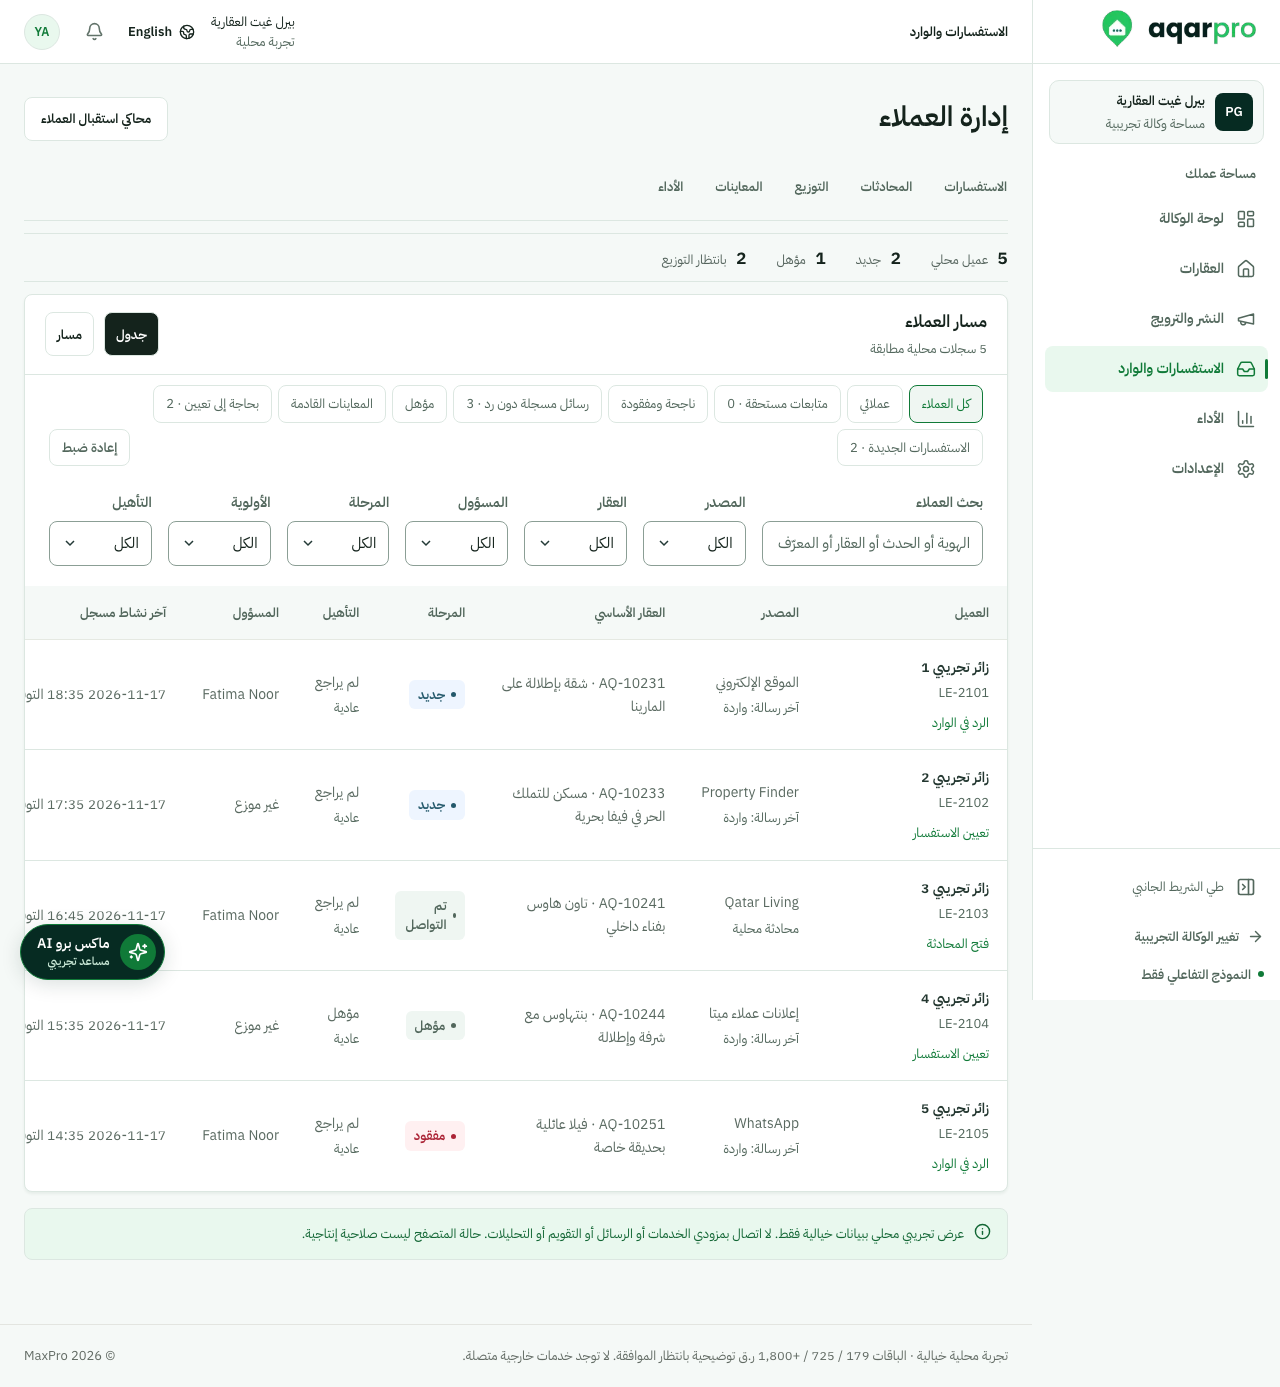 aqarpro
الاستفسارات والوارد
بيرل غيت العقارية
تجربة محلية
English
YA
PG
بيرل غيت العقارية
مساحة وكالة تجريبية
مساحة عملك
لوحة الوكالة
العقارات
النشر والترويج
الاستفسارات والوارد
الأداء
الإعدادات
طي الشريط الجانبي
تغيير الوكالة التجريبية
النموذج التفاعلي فقط
إدارة العملاء
محاكي استقبال العملاء
الاستفسارات المحادثات التوزيع المعاينات الأداء
5 عميل محلي 2 جديد 1 مؤهل 2 بانتظار التوزيع
مسار العملاء
5 سجلات محلية مطابقة
جدول مسار
كل العملاء عملائي متابعات مستحقة · 0 ناجحة ومفقودة رسائل مسجلة دون رد · 3 مؤهل المعاينات القادمة بحاجة إلى تعيين · 2
الاستفسارات الجديدة · 2 إعادة ضبط
بحث العملاء المصدر العقار المسؤول المرحلة الأولوية التأهيل
الهوية أو الحدث أو العقار أو المعرّف الكل الكل الكل الكل الكل الكل
العميل المصدر العقار الأساسي المرحلة التأهيل المسؤول آخر نشاط مسجل
زائر تجريبي 1
LE-2101
الرد في الوارد
الموقع الإلكتروني
آخر رسالة: واردة
AQ-10231 · شقة بإطلالة على
المارينا
جديد
لم يراجع
عادية
Fatima Noor
2026-11-17 18:35
زائر تجريبي 2
LE-2102
تعيين الاستفسار
Property Finder
آخر رسالة: واردة
AQ-10233 · مسكن للتملك
الحر في فيفا بحرية
جديد
لم يراجع
عادية
غير موزع
2026-11-17 17:35
زائر تجريبي 3
LE-2103
فتح المحادثة
Qatar Living
محادثة محلية
AQ-10241 · تاون هاوس
بفناء داخلي
تم
التواصل
لم يراجع
عادية
Fatima Noor
2026-11-17 16:45
زائر تجريبي 4
LE-2104
تعيين الاستفسار
إعلانات عملاء ميتا
آخر رسالة: واردة
AQ-10244 · بنتهاوس مع
شرفة وإطلالة
مؤهل
مؤهل
عادية
غير موزع
2026-11-17 15:35
زائر تجريبي 5
LE-2105
الرد في الوارد
WhatsApp
آخر رسالة: واردة
AQ-10251 · فيلا عائلية
بحديقة خاصة
مفقود
لم يراجع
عادية
Fatima Noor
2026-11-17 14:35
ماكس برو AI
مساعد تجريبي
عرض تجريبي محلي ببيانات خيالية فقط. لا اتصال بمزودي الخدمات أو الرسائل أو التقويم أو التحليلات. حالة المتصفح ليست صلاحية إنتاجية.
تجربة محلية خيالية · الباقات 179 / 725 / +1,800 ر.ق توضيحية بانتظار الموافقة. لا توجد خدمات خارجية متصلة.
© 2026 MaxPro